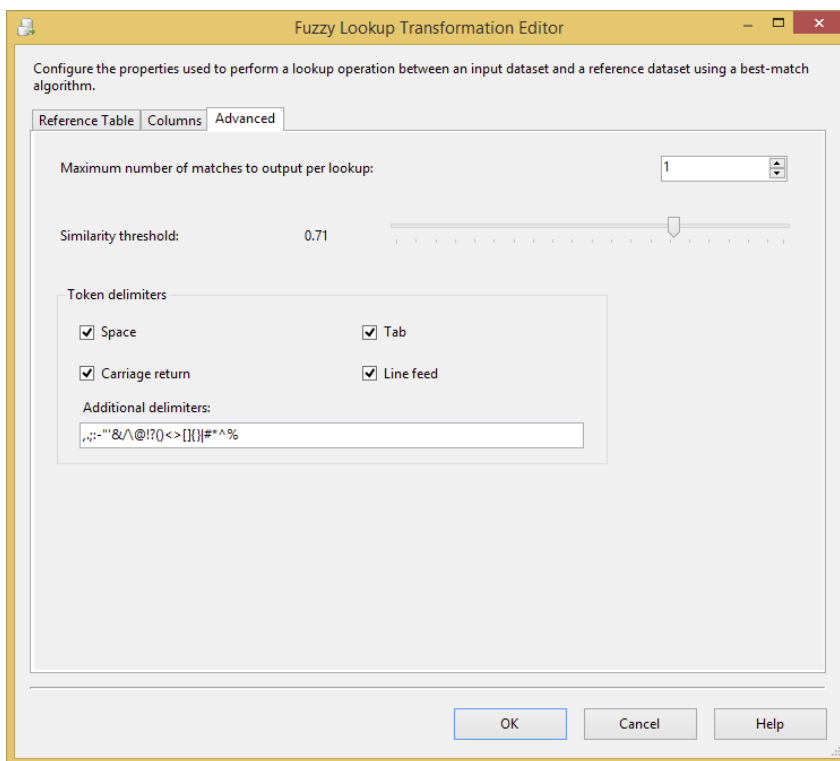 Fuzzy Lookup Transformation Editor
Configure the properties used to perform a lookup operation between an input dataset and a reference dataset using a best-match
algorithm.
Reference Table Columns Advanced
Maximum number of matches to output per lookup: 1
Similarity threshold: 0.71
Token delimiters
Space Tab
Carriage return Line feed
Additional delimiters:
,.;:-"'&/\@!?()<>[]{}|#*^%
OK Cancel Help